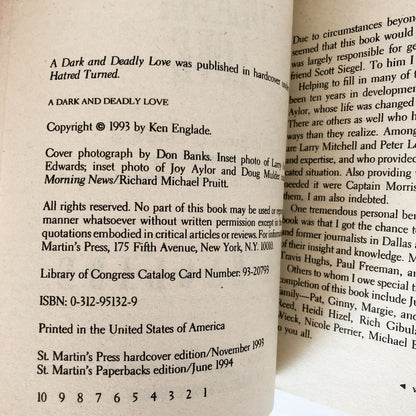 A Dark and Deadly Love was published in hardcover under
Hatred Turned.
A DARK AND DEADLY LOVE
Copyright © 1993 by Ken Englade.
Cover photograph by Don Banks. Inset photo of Larry
Edwards; inset photo of Joy Aylor and Doug Mulder
Morning News/Richard Michael Pruitt.
All rights reserved. No part of this book may be used or
manner whatsoever without written permission except in
quotations embodied in critical articles or reviews. For
Martin's Press, 175 Fifth Avenue, New York, N.Y. 10010.
Library of Congress Catalog Card Number: 93-20793
ISBN: 0-312-95132-9
Printed in the United States of America
St. Martin's Press hardcover edition/November 1993
St. Martin's Paperbacks edition/June 1994
10 9 8 7 6 5 4 3 2 1
Due to circumstances beyond
seemed that this book would
was largely responsible for
friend Scott Siegel. To him I
Helping to fill in many of
been ten years in development
Aylor, whose life was changed
There are others as well who
ways than they realize. Among
are Larry Mitchell and Peter
and expertise, and who provided
ated situation. Also providing
needed it were Captain
them, I am also indebted.
One tremendous personal
book was that I got the chance to
and former journalists in Dallas
of their insight and knowledge.
Travis Hughs, Paul Freeman, and
Others to whom I owe special
completion of this book include
family—Pat, Ginny, Margie, and
Reed, Heidi Hizel, Rich
Wieck, Nicole Perrier, Michael
to you all.